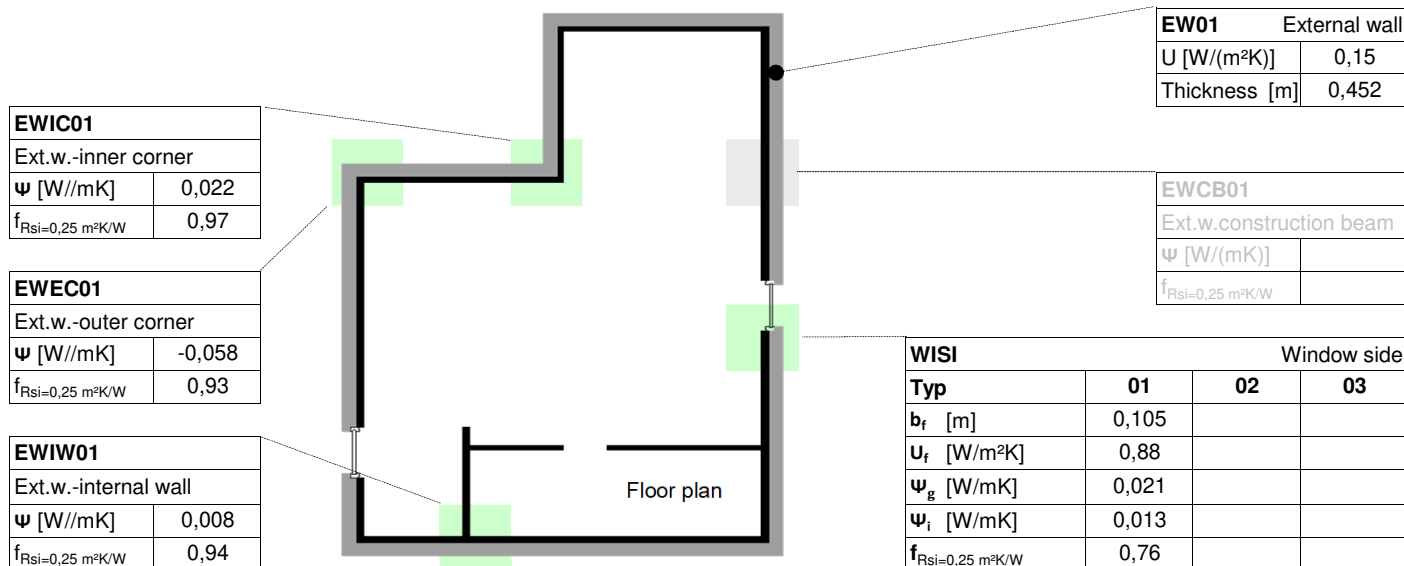 EW01 External wall
U [W/(m²K)] 0,15
Thickness [m] 0,452
EWIC01
Ext.w.-inner corner
Ψ [W//mK] 0,022
fRsi=0,25 m²K/W 0,97
EWCB01
Ext.w.construction beam
Ψ [W/(mK)]
fRsi=0,25 m²K/W
EWEC01
Ext.w.-outer corner
Ψ [W//mK] -0,058
fRsi=0,25 m²K/W 0,93
WISI Window side
Typ 01 02 03
bf [m] 0,105
Uf [W/m²K] 0,88
Ψg [W/mK] 0,021
Ψi [W/mK] 0,013
fRsi=0,25 m²K/W 0,76
EWIW01
Ext.w.-internal wall
Ψ [W//mK] 0,008
fRsi=0,25 m²K/W 0,94
Floor plan